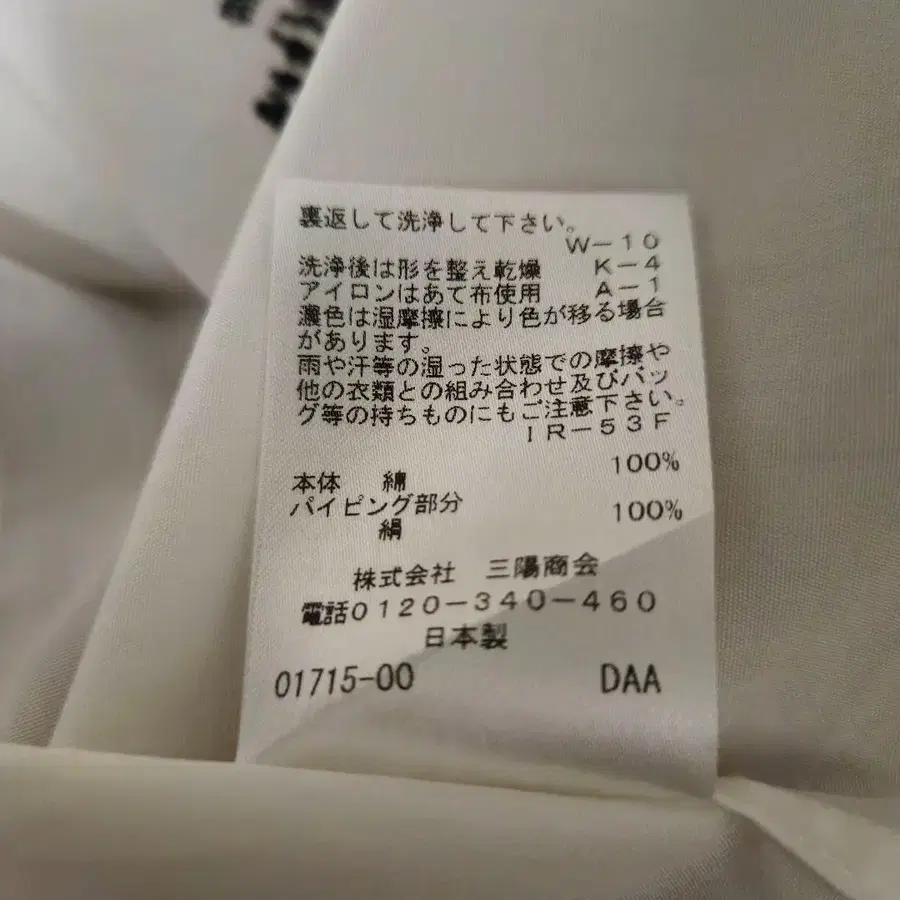 裏返して洗浄して下さい。
W-10
洗浄後は形を整え乾燥 K-4
アイロンはあて布使用 A-1
濃色は湿摩擦により色が移る場合
があります。
雨や汗等の湿った状態での摩擦や
他の衣類との組み合わせ及びバッ
グ等の持ちものにもご注意下さい。
IR-53F
本体 綿 100%
パイピング部分
絹 100%
株式会社 三陽商会
電話0120-340-460
日本製
01715-00 DAA